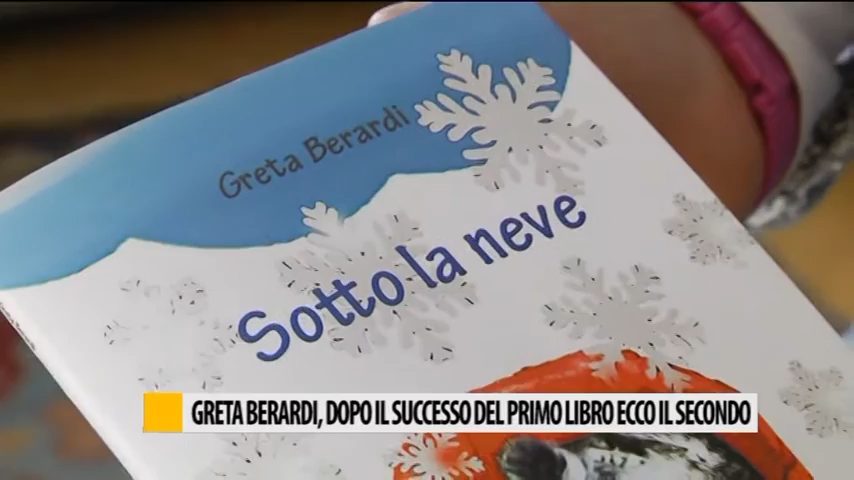 Greta Berardi
Sotto la neve
GRETA BERARDI, DOPO IL SUCCESSO DEL PRIMO LIBRO ECCO IL SECONDO